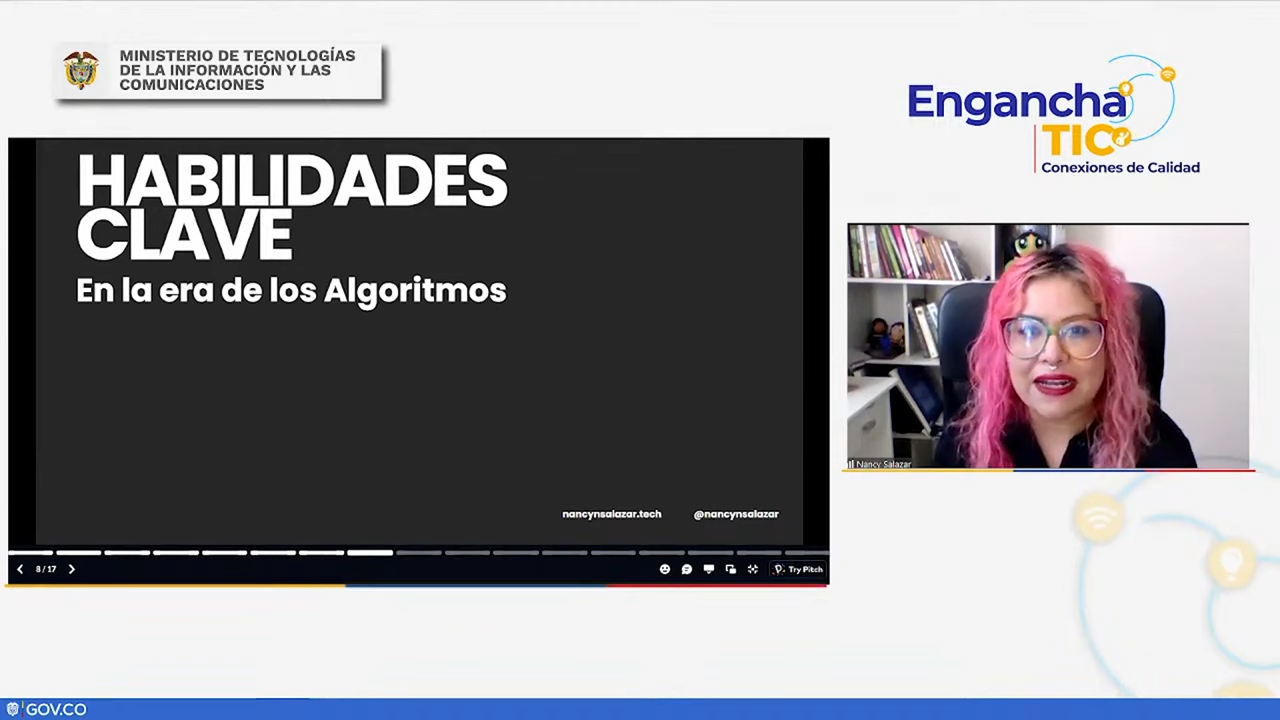 MINISTERIO DE TECNOLOGÍAS
DE LA INFORMACIÓN Y LAS
COMUNICACIONES
Engancha
TIC
Conexiones de Calidad
HABILIDADES
CLAVE
En la era de los Algoritmos
nancynsalazar.tech
@nancynsalazar
8 / 17
Try Pitch
Nancy Salazar
GOV.CO